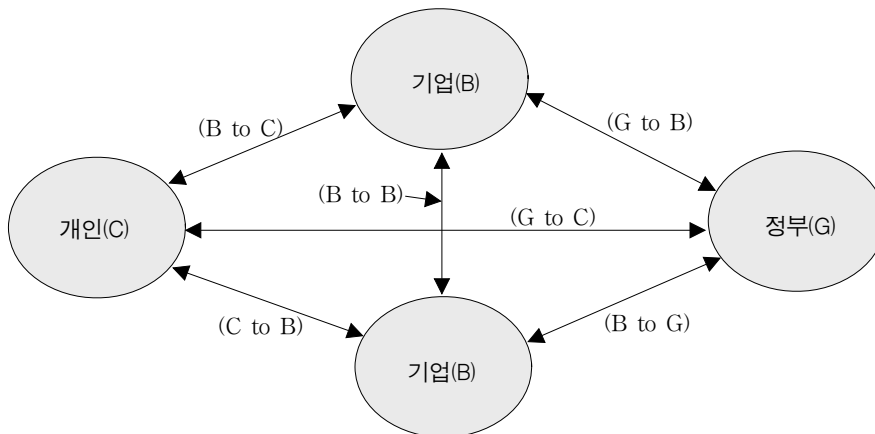 기업(B)
(B to C)
(G to B)
(B to B)
(G to C)
개인(C)
정부(G)
(C to B)
(B to G)
기업(B)